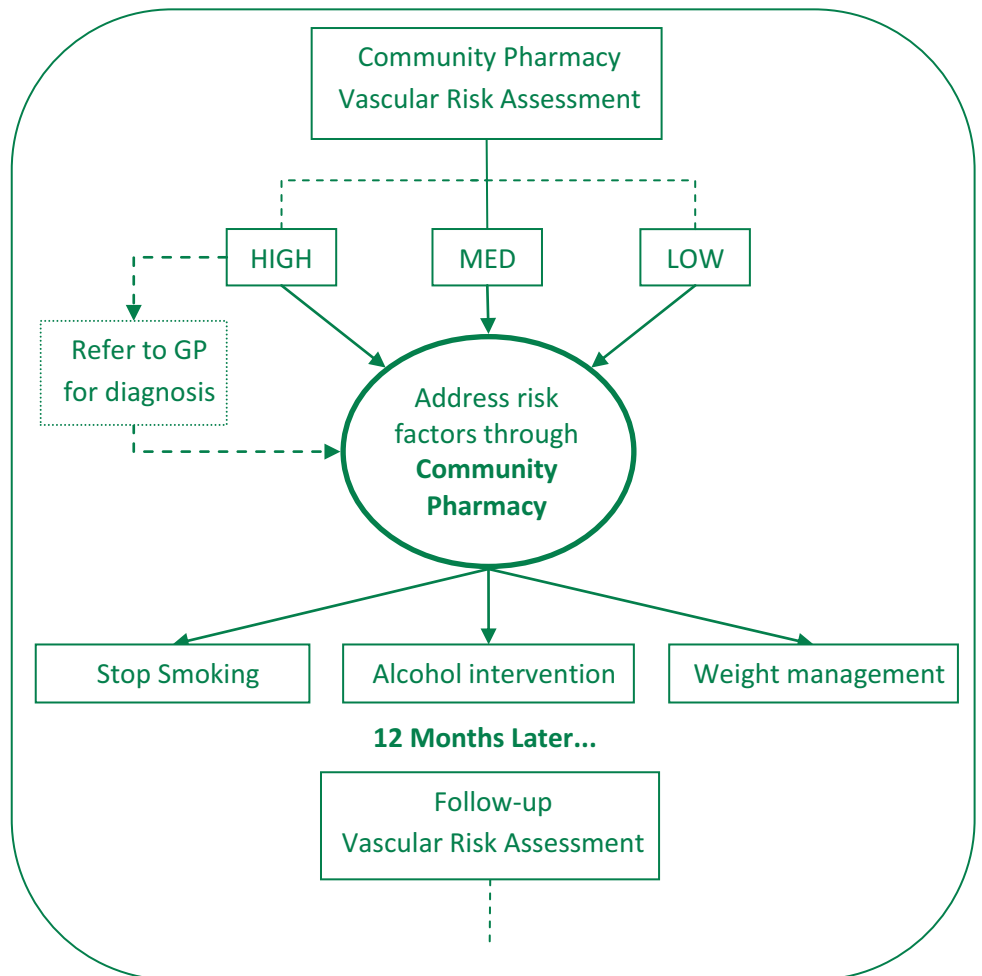 Community Pharmacy
Vascular Risk Assessment
HIGH
MED
LOW
Refer to GP
for diagnosis
Address risk
factors through
Community
Pharmacy
Stop Smoking
Alcohol intervention
Weight management
12 Months Later...
Follow-up
Vascular Risk Assessment